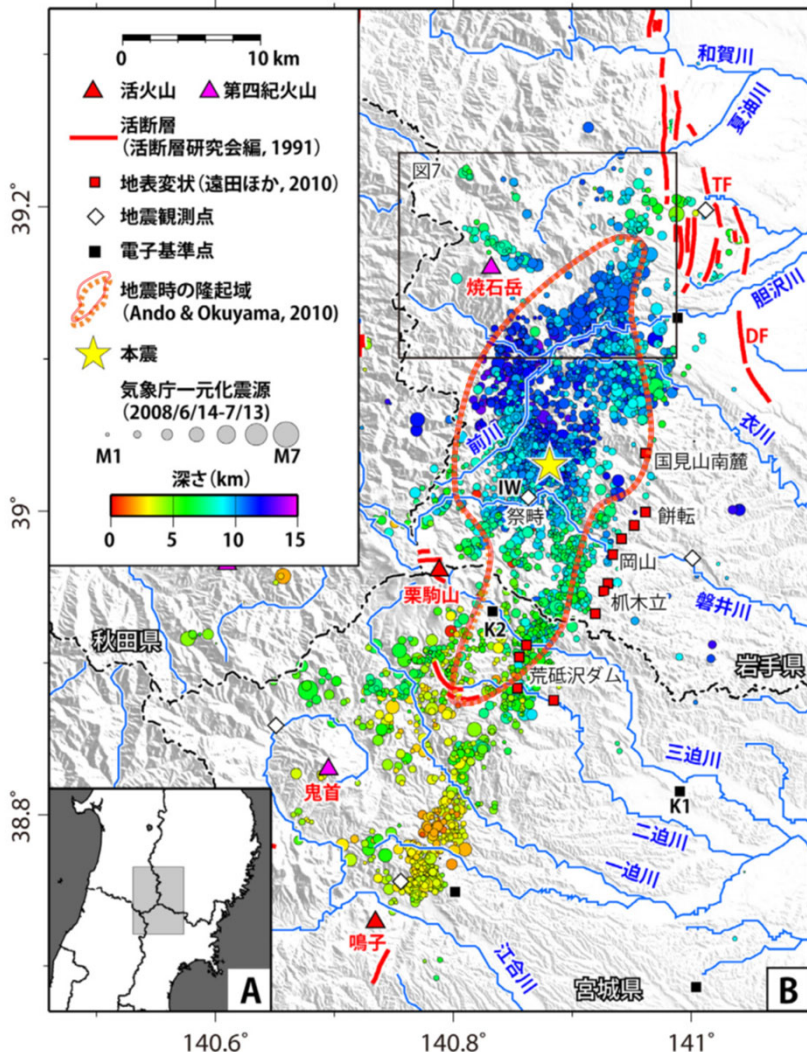 0 10 km
活火山 第四紀火山
活断層
(活断層研究会編, 1991)
地表変状(遠田ほか, 2010)
地震観測点
電子基準点
地震時の隆起域
(Ando & Okuyama, 2010)
本震
気象庁一元化震源
(2008/6/14-7/13)
M1 M7
深さ(km)
0 5 10 15
和賀川
夏油川
図7
TF
39.2°
焼石岳
胆沢川
DF
前川
衣川
国見山南麓
IW
39°
祭畤
餅転
岡山
栗駒山
枛木立
磐井川
K2
秋田県
岩手県
荒砥沢ダム
三迫川
鬼首
K1
38.8°
二迫川
一迫川
鳴子
江合川
宮城県
A
B
140.6° 140.8° 141°